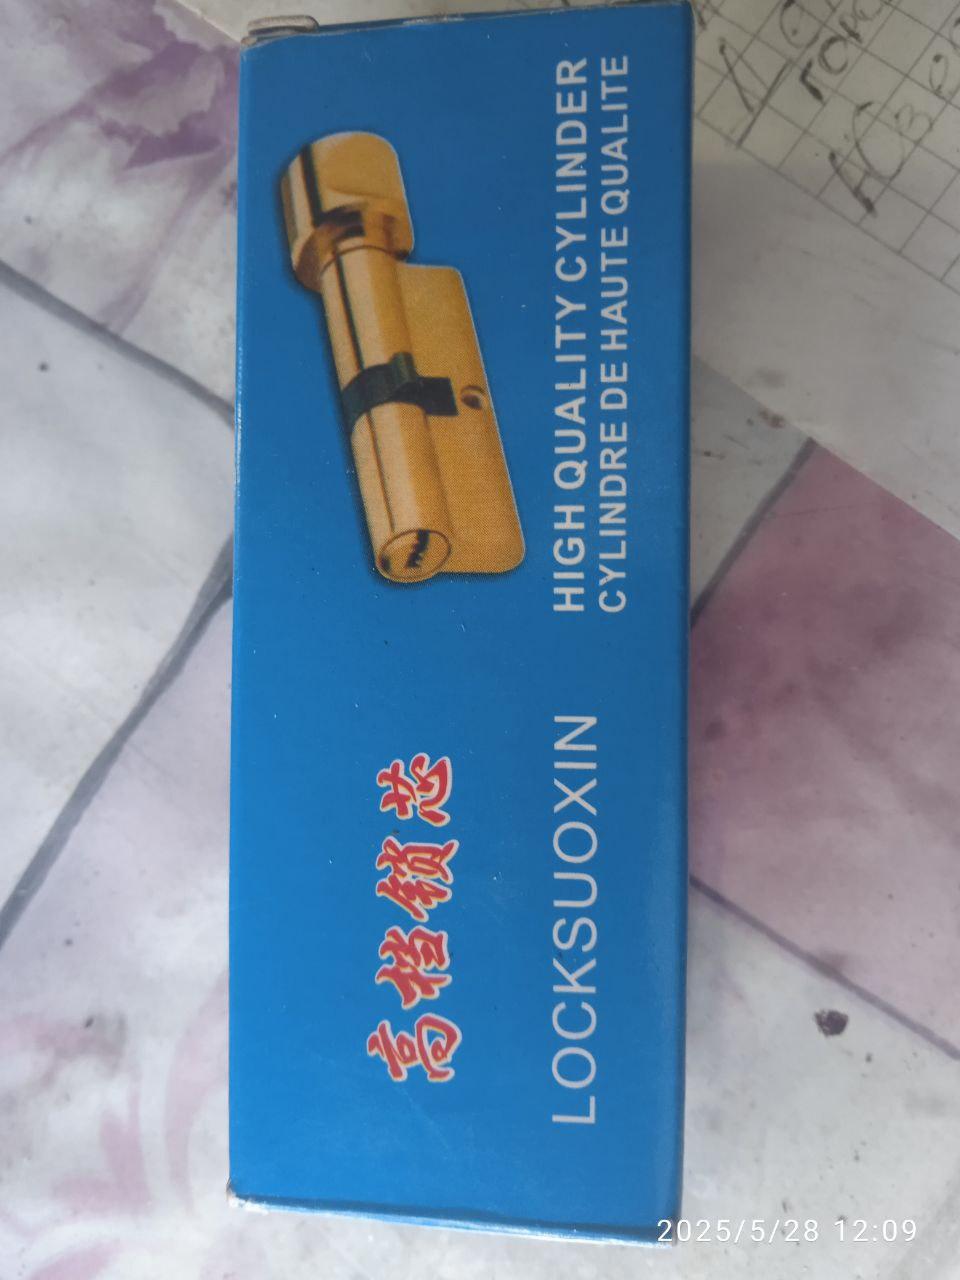 高档锁芯
LOCKSUOXIN
HIGH QUALITY CYLINDER
CYLINDRE DE HAUTE QUALITE
2025/5/28 12:09